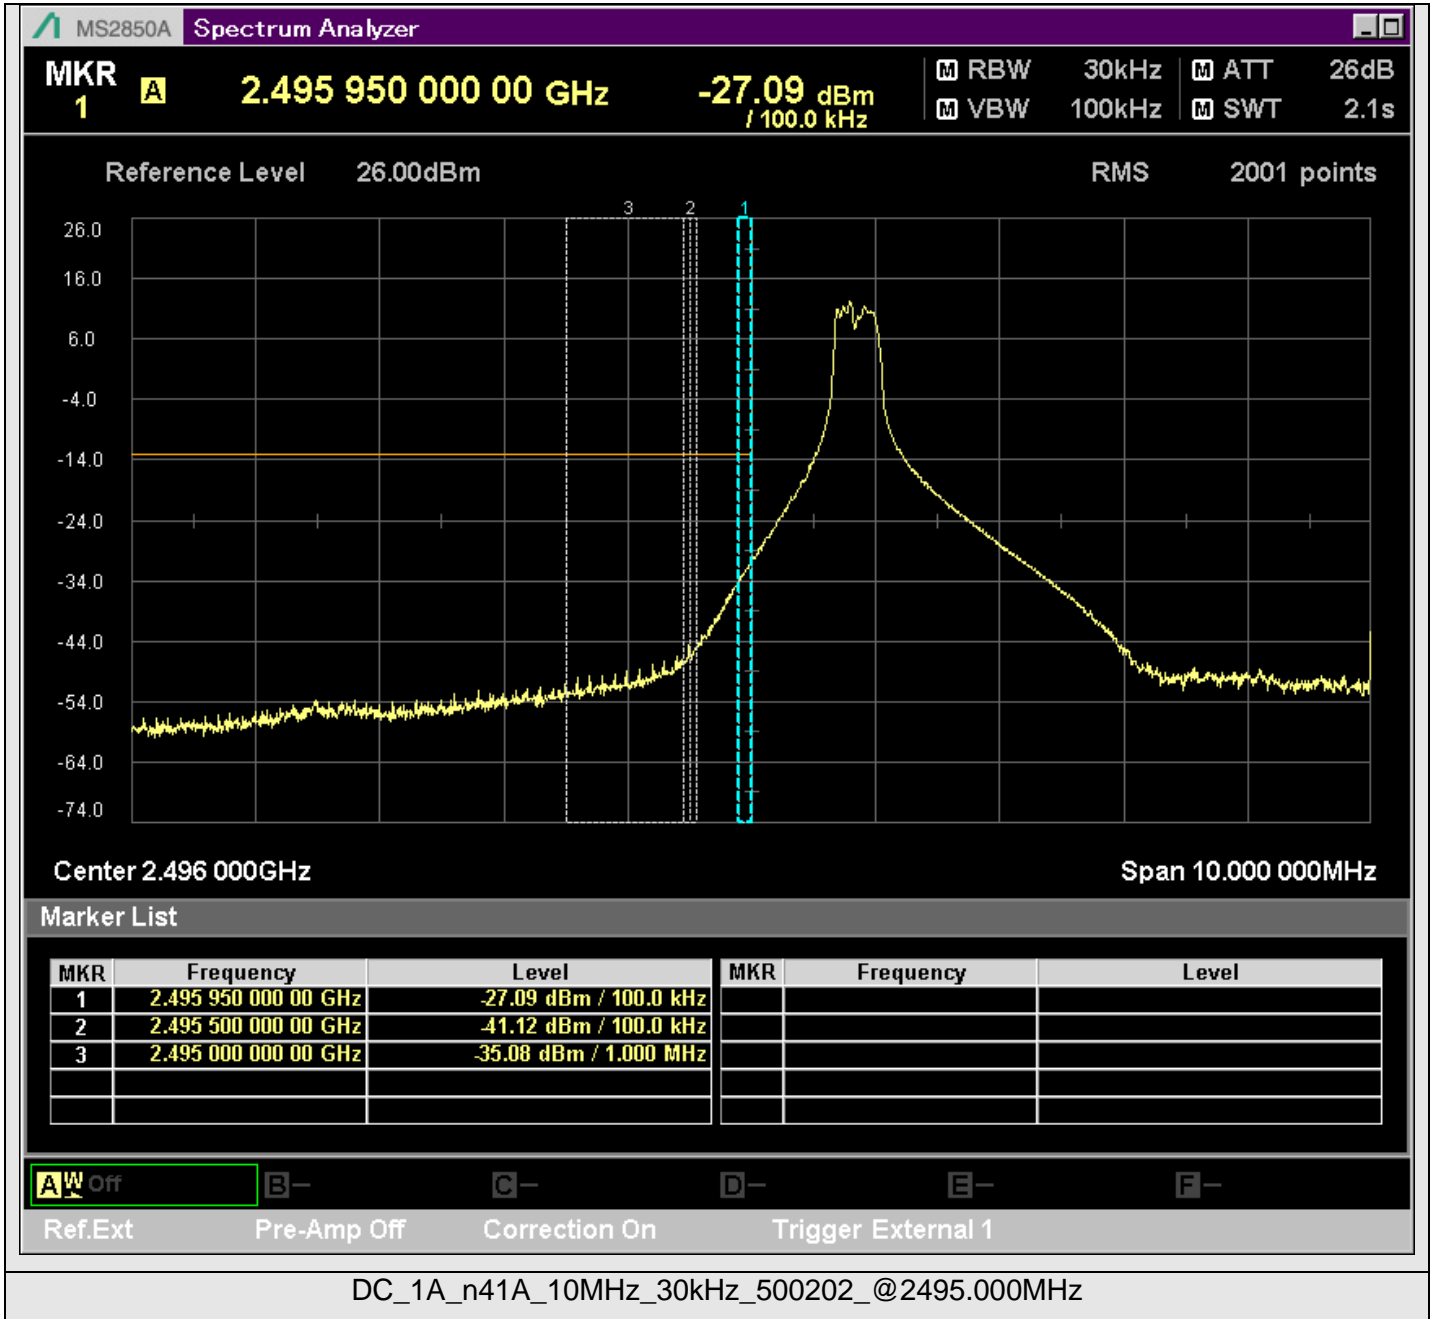 MS2850A Spectrum Analyzer
MKR 1 A 2.495 950 000 00 GHz -27.09 dBm / 100.0 kHz
M RBW 30kHz M ATT 26dB
M VBW 100kHz M SWT 2.1s
Reference Level 26.00dBm RMS 2001 points
3 2 1
26.0
16.0
6.0
-4.0
-14.0
-24.0
-34.0
-44.0
-54.0
-64.0
-74.0
Center 2.496 000GHz Span 10.000 000MHz
Marker List
MKR Frequency Level MKR Frequency Level
1 2.495 950 000 00 GHz -27.09 dBm / 100.0 kHz
2 2.495 500 000 00 GHz -41.12 dBm / 100.0 kHz
3 2.495 000 000 00 GHz -35.08 dBm / 1.000 MHz
A W Off B- C- D- E- F-
Ref.Ext Pre-Amp Off Correction On Trigger External 1
DC_1A_n41A_10MHz_30kHz_500202_@2495.000MHz